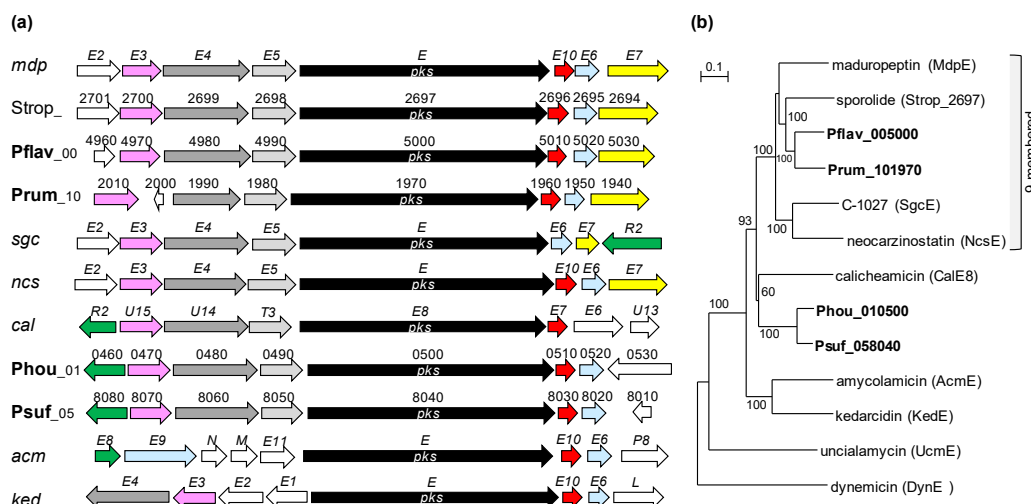 (a)
E2 E3 E4 E5 E E10 E6 E7
mdp pks
2701 2700 2699 2698 2697 2696 2695 2694
Strop_ pks
4960 4970 4980 4990 5000 5010 5020 5030
Pflav_00 pks
2010 2000 1990 1980 1970 1960 1950 1940
Prum_10 pks
E2 E3 E4 E5 E E6 E7 R2
sgc pks
E2 E3 E4 E5 E E10 E6 E7
ncs pks
R2 U15 U14 T3 E8 E7 E6 U13
cal pks
0460 0470 0480 0490 0500 0510 0520 0530
Phou_01 pks
8080 8070 8060 8050 8040 8030 8020 8010
Psuf_05 pks
E8 E9 N M E11 E E10 E6 P8
acm pks
E4 E3 E2 E1 E E10 E6 L
ked pks
(b)
0.1
maduropeptin (MdpE)
sporolide (Strop_2697)
100
Pflav_005000
100
100
Prum_101970
C-1027 (SgcE)
93
100
neocarzinostatin (NcsE)
calicheamicin (CalE8)
60
100
Phou_010500
100
Psuf_058040
amycolamicin (AcmE)
100
kedarcidin (KedE)
uncialamycin (UcmE)
dynemicin (DynE)